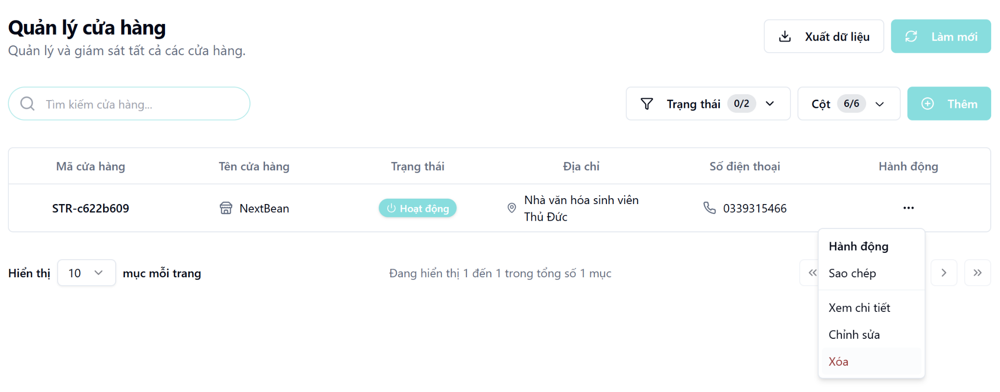 Quản lý cửa hàng
Quản lý và giám sát tất cả các cửa hàng.
Xuất dữ liệu
Làm mới
Tìm kiếm cửa hàng...
Trạng thái 0/2
Cột 6/6
Thêm
Mã cửa hàng Tên cửa hàng Trạng thái Địa chỉ Số điện thoại Hành động
STR-c622b609 NextBean Hoạt động Nhà văn hóa sinh viên
Thủ Đức
0339315466
Hành động
Sao chép
Xem chi tiết
Chỉnh sửa
Xóa
Hiển thị 10 mục mỗi trang
Đang hiển thị 1 đến 1 trong tổng số 1 mục